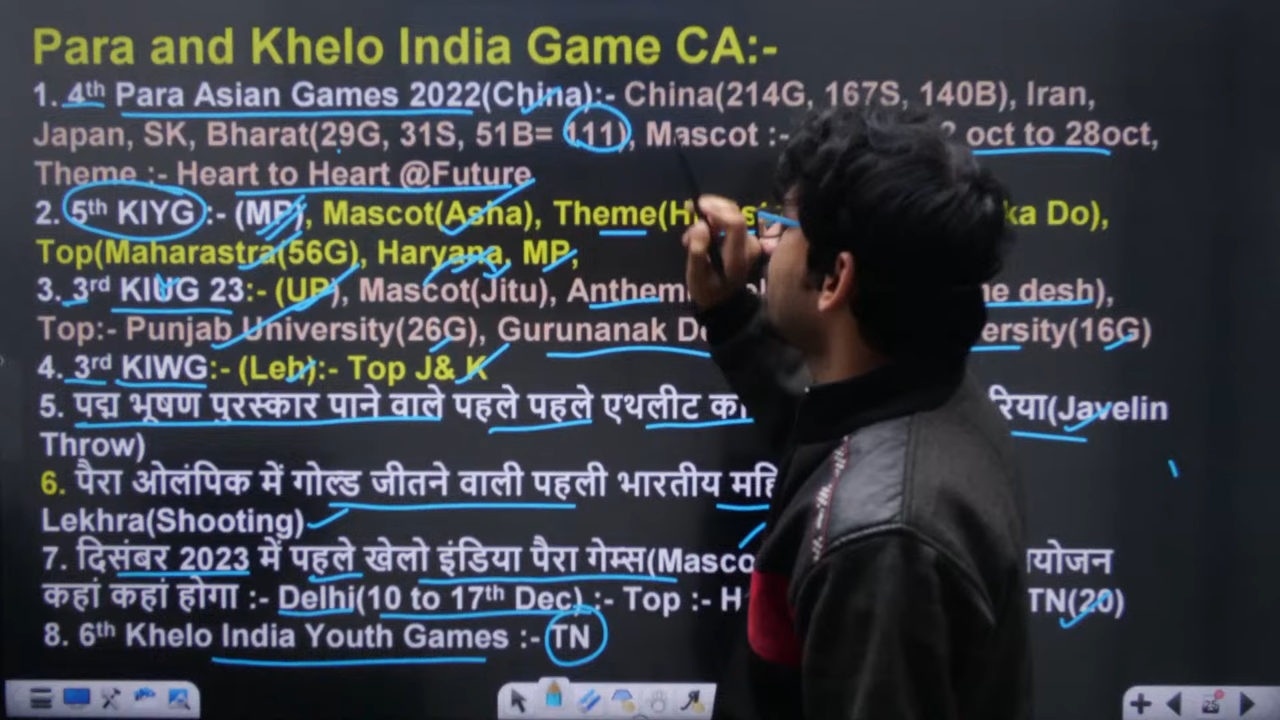 Para and Khelo India Game CA:-
1. 4th Para Asian Games 2022(China):- China(214G, 167S, 140B), Iran,
Japan, SK, Bharat(29G, 31S, 51B= 111), Mascot :- oct to 28oct,
Theme :- Heart to Heart @Future
2. 5th KIYG :- (MP), Mascot(Asha), Theme( ka Do),
Top(Maharastra(56G), Haryana, MP,
3. 3rd KIUG 23:- (UP), Mascot(Jitu), Anthem desh),
Top:- Punjab University(26G), Gurunanak (16G)
4. 3rd KIWG:- (Leh):- Top J& K
5. पद्म भूषण पुरस्कार पाने वाले पहले पहले एथलीट (Javelin
Throw)
6. पैरा ओलंपिक में गोल्ड जीतने वाली पहली भारतीय
Lekhra(Shooting)
7. दिसंबर 2023 में पहले खेलो इंडिया पैरा गेम्स(
कहां कहां होगा :- Delhi(10 to 17th Dec) :- Top :- TN(20)
8. 6th Khelo India Youth Games :- TN